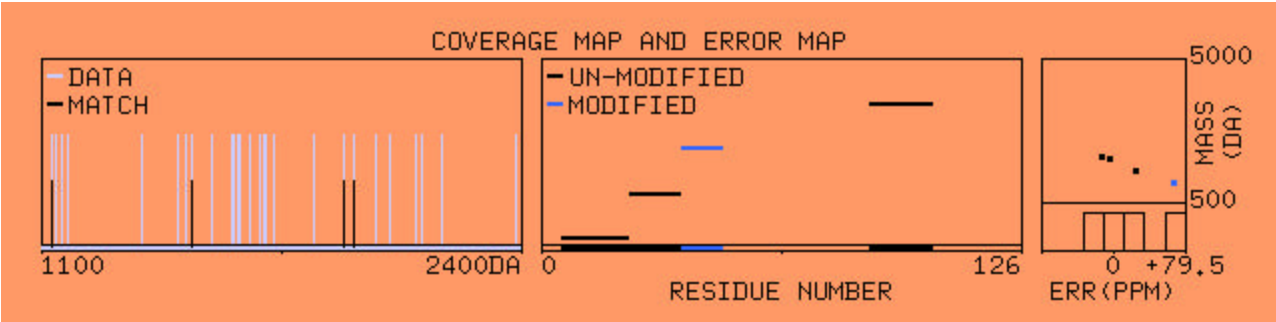 COVERAGE MAP AND ERROR MAP
DATA
MATCH
1100
2400DA
UN-MODIFIED
MODIFIED
0
126
RESIDUE NUMBER
5000
MASS
(DA)
500
0
+79.5
ERR(PPM)